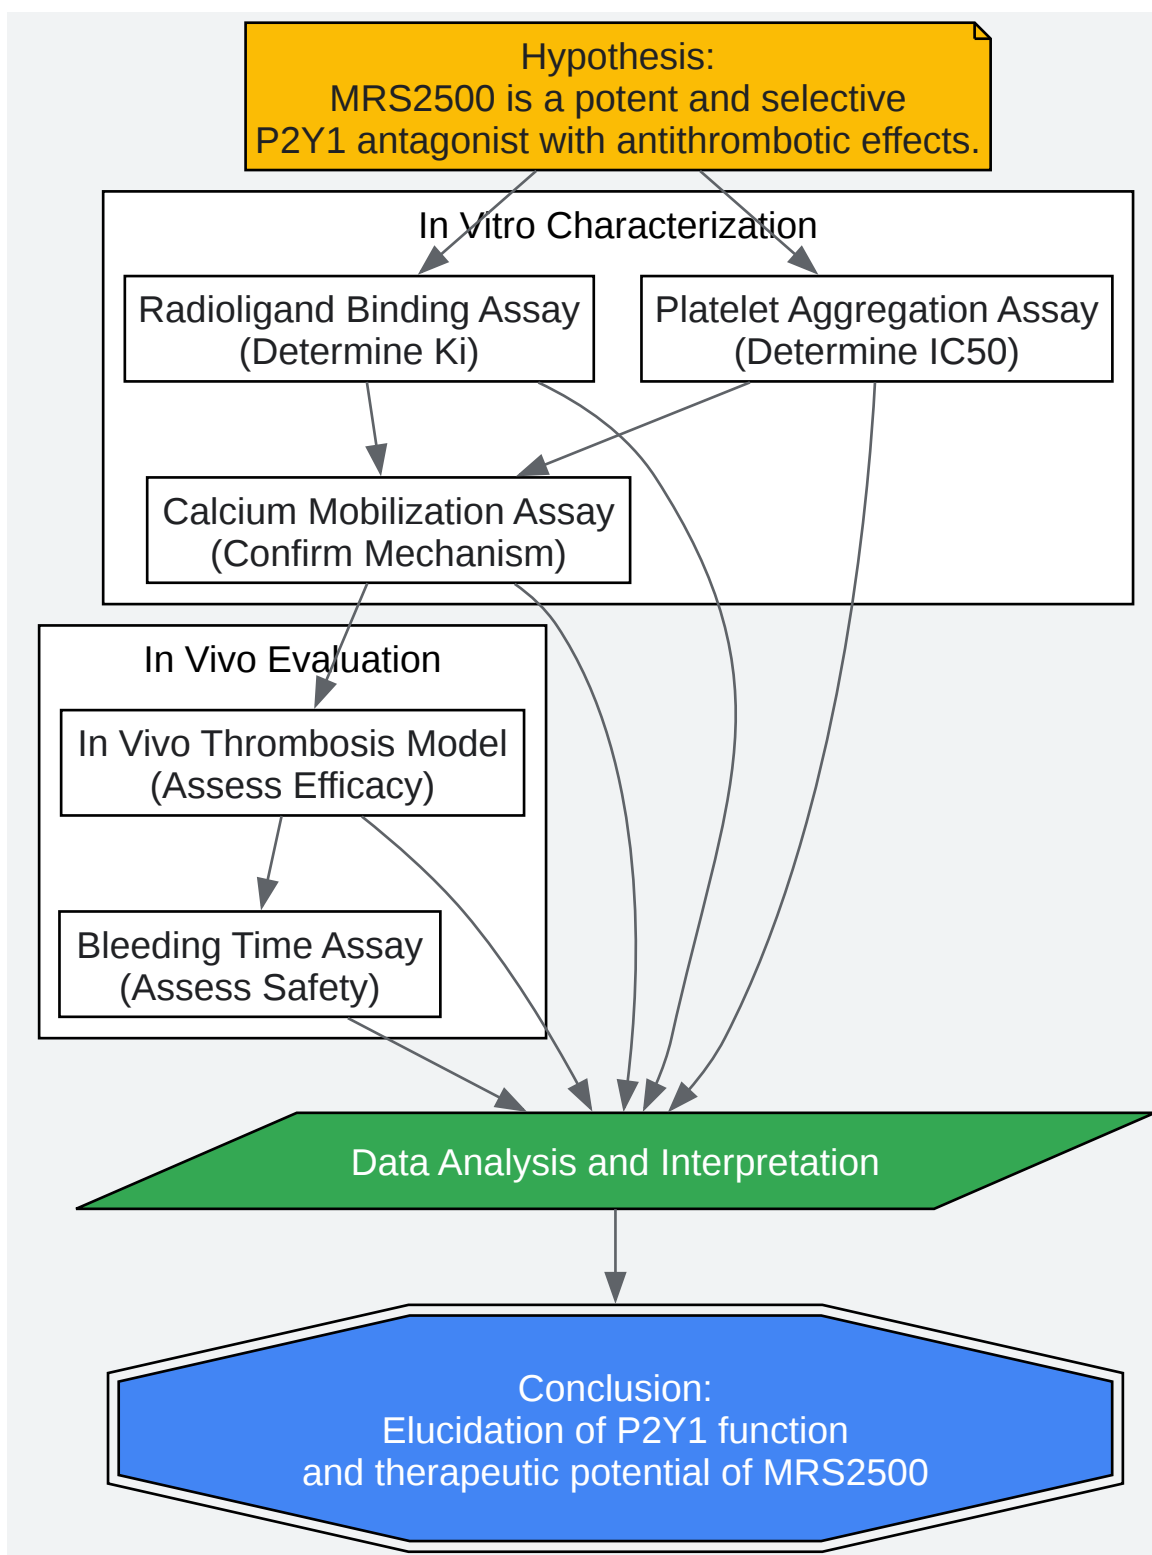 Hypothesis:
MRS2500 is a potent and selective
P2Y1 antagonist with antithrombotic effects.
In Vitro Characterization
Radioligand Binding Assay
(Determine Ki)
Platelet Aggregation Assay
(Determine IC50)
Calcium Mobilization Assay
(Confirm Mechanism)
In Vivo Evaluation
In Vivo Thrombosis Model
(Assess Efficacy)
Bleeding Time Assay
(Assess Safety)
Data Analysis and Interpretation
Conclusion:
Elucidation of P2Y1 function
and therapeutic potential of MRS2500